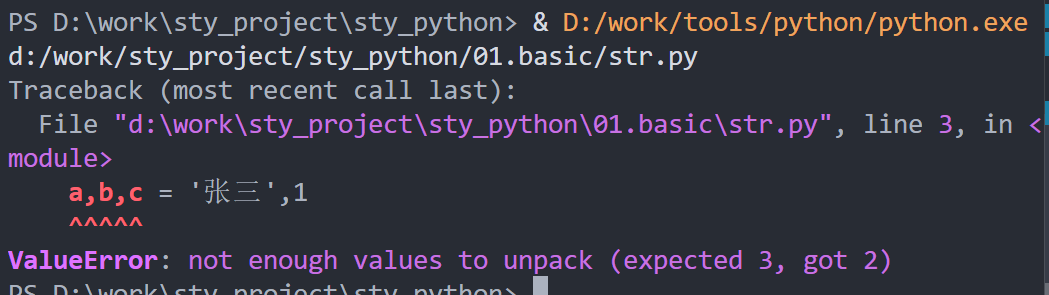 PS D:\work\sty_project\sty_python> & D:/work/tools/python/python.exe
d:/work/sty_project/sty_python/01.basic/str.py
Traceback (most recent call last):
  File "d:\work\sty_project\sty_python\01.basic\str.py", line 3, in <
module>
    a,b,c = '张三',1
    ^^^^^
ValueError: not enough values to unpack (expected 3, got 2)
PS D:\work\sty_project\sty_python>